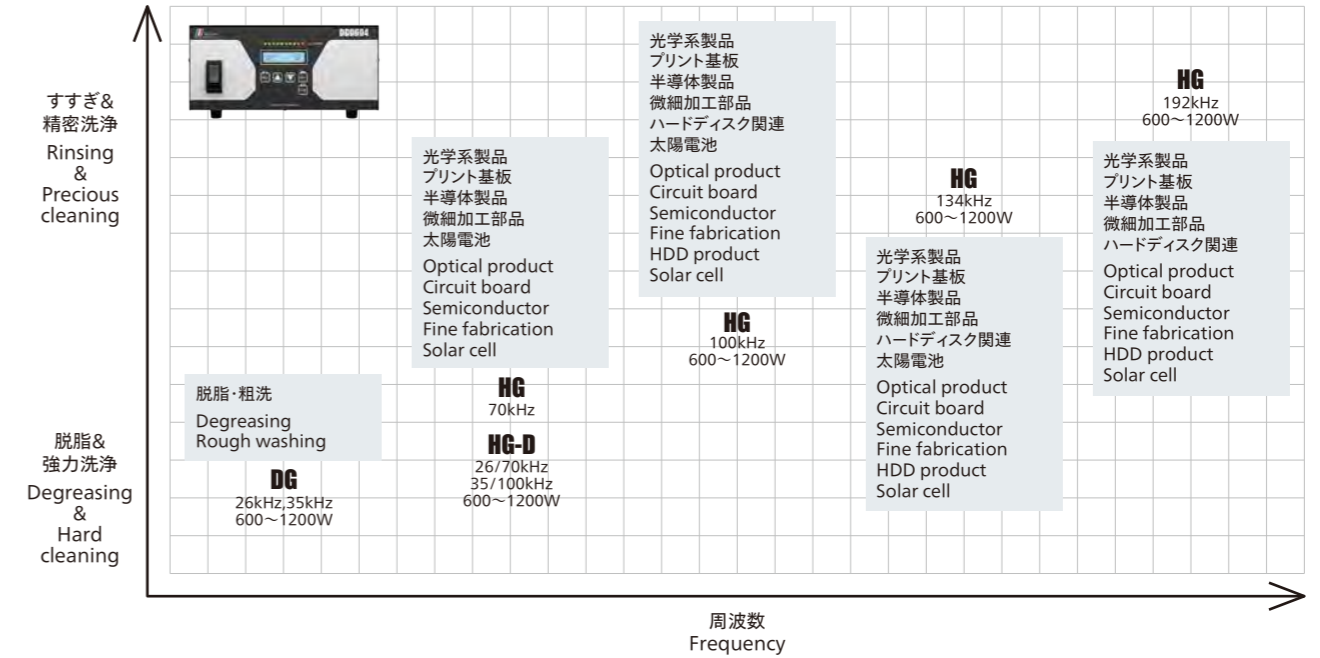 DG0604
すすぎ&
精密洗浄
Rinsing
&
Precious
cleaning
脱脂&
強力洗浄
Degreasing
&
Hard
cleaning
脱脂・粗洗
Degreasing
Rough washing
DG
26kHz,35kHz
600〜1200W
光学系製品
プリント基板
半導体製品
微細加工部品
太陽電池
Optical product
Circuit board
Semiconductor
Fine fabrication
Solar cell
HG
70kHz
HG-D
26/70kHz
35/100kHz
600〜1200W
光学系製品
プリント基板
半導体製品
微細加工部品
ハードディスク関連
太陽電池
Optical product
Circuit board
Semiconductor
Fine fabrication
HDD product
Solar cell
HG
100kHz
600〜1200W
HG
134kHz
600〜1200W
光学系製品
プリント基板
半導体製品
微細加工部品
ハードディスク関連
太陽電池
Optical product
Circuit board
Semiconductor
Fine fabrication
HDD product
Solar cell
HG
192kHz
600〜1200W
光学系製品
プリント基板
半導体製品
微細加工部品
ハードディスク関連
Optical product
Circuit board
Semiconductor
Fine fabrication
HDD product
Solar cell
周波数
Frequency